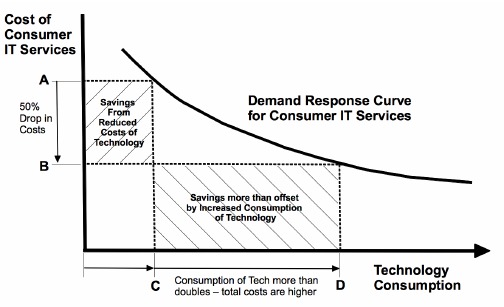 Cost of
Consumer
IT Services
A
50%
Drop in
Costs
B
Savings
From
Reduced
Costs of
Technology
Demand Response Curve
for Consumer IT Services
Savings more than offset
by Increased Consumption
of Technology
C
Consumption of Tech more than
doubles – total costs are higher
D
Technology
Consumption